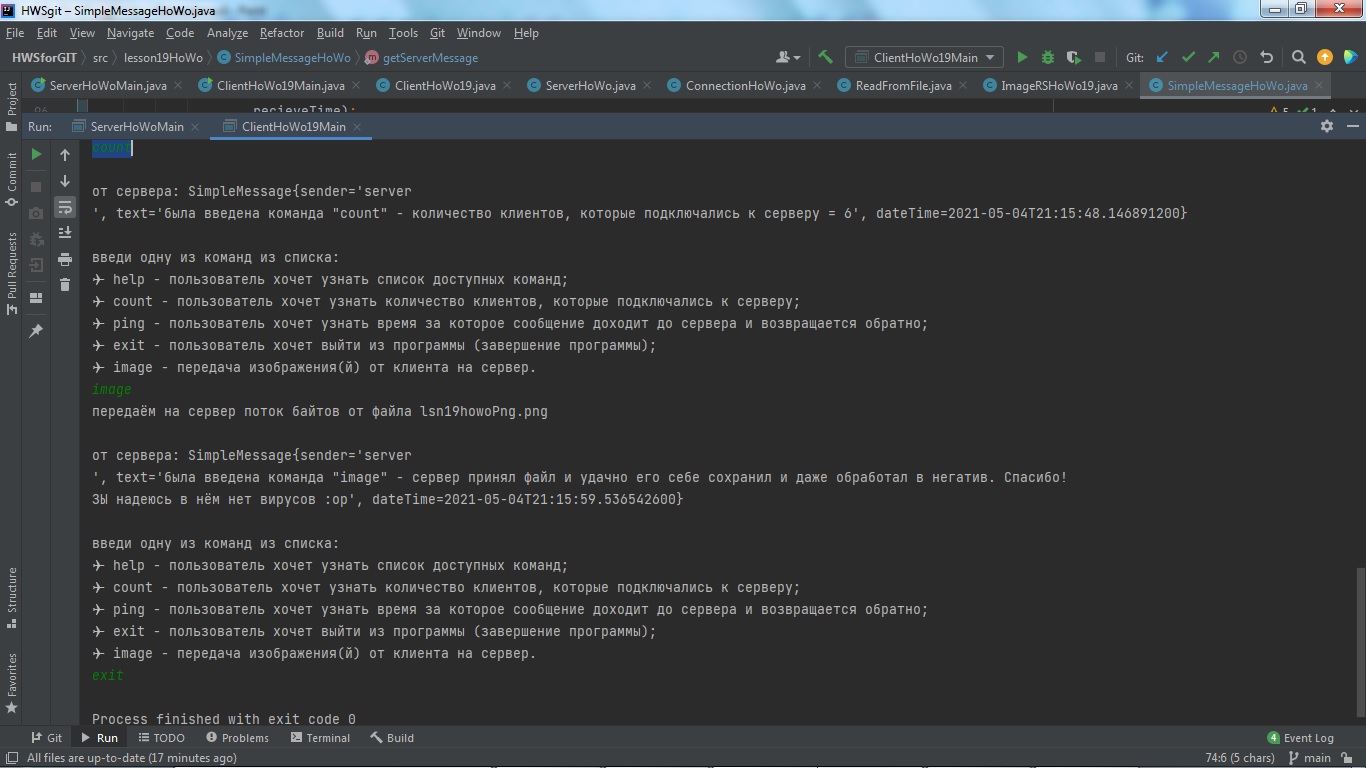 HWSgit – SimpleMessageHoWo.java
File Edit View Navigate Code Analyze Refactor Build Run Tools Git Window Help
HWSforGIT src lesson19HoWo SimpleMessageHoWo getServerMessage ClientHoWo19Main Git:
ServerHoWoMain.java ClientHoWo19Main.java ClientHoWo19.java ServerHoWo.java ConnectionHoWo.java ReadFromFile.java ImageRSHoWo19.java SimpleMessageHoWo.java
96 recieveTime); 5 1
Run: ServerHoWoMain ClientHoWo19Main
count
от сервера: SimpleMessage{sender='server
', text='была введена команда "count" - количество клиентов, которые подключались к серверу = 6', dateTime=2021-05-04T21:15:48.146891200}
введи одну из команд из списка:
✈ help - пользователь хочет узнать список доступных команд;
✈ count - пользователь хочет узнать количество клиентов, которые подключались к серверу;
✈ ping - пользователь хочет узнать время за которое сообщение доходит до сервера и возвращается обратно;
✈ exit - пользователь хочет выйти из программы (завершение программы);
✈ image - передача изображения(й) от клиента на сервер.
image
передаём на сервер поток байтов от файла lsn19howoPng.png
от сервера: SimpleMessage{sender='server
', text='была введена команда "image" - сервер принял файл и удачно его себе сохранил и даже обработал в негатив. Спасибо!
ЗЫ надеюсь в нём нет вирусов :op', dateTime=2021-05-04T21:15:59.536542600}
введи одну из команд из списка:
✈ help - пользователь хочет узнать список доступных команд;
✈ count - пользователь хочет узнать количество клиентов, которые подключались к серверу;
✈ ping - пользователь хочет узнать время за которое сообщение доходит до сервера и возвращается обратно;
✈ exit - пользователь хочет выйти из программы (завершение программы);
✈ image - передача изображения(й) от клиента на сервер.
exit
Process finished with exit code 0
Project
Commit
Pull Requests
Structure
Favorites
Git Run TODO Problems Terminal Build 4 Event Log
All files are up-to-date (17 minutes ago) 74:6 (5 chars) main